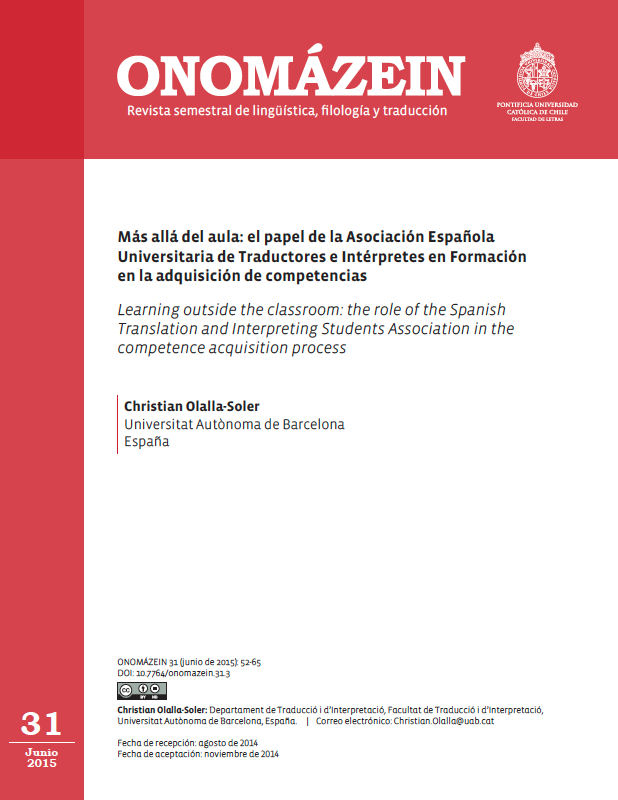 ONOMÁZEIN
Revista semestral de lingüística, filología y traducción
PONTIFICIA UNIVERSIDAD
CATÓLICA DE CHILE
FACULTAD DE LETRAS
Más allá del aula: el papel de la Asociación Española
Universitaria de Traductores e Intérpretes en Formación
en la adquisición de competencias
Learning outside the classroom: the role of the Spanish
Translation and Interpreting Students Association in the
competence acquisition process
Christian Olalla-Soler
Universitat Autònoma de Barcelona
España
ONOMÁZEIN 31 (junio de 2015): 52-65
DOI: 10.7764/onomazein.31.3
cc
BY NC
Christian Olalla-Soler: Departament de Traducció i d'Interpretació, Facultat de Traducció i d'Interpretació,
Universitat Autònoma de Barcelona, España. | Correo electrónico: Christian.Olalla@uab.cat
Fecha de recepción: agosto de 2014
Fecha de aceptación: noviembre de 2014
31
Junio
2015